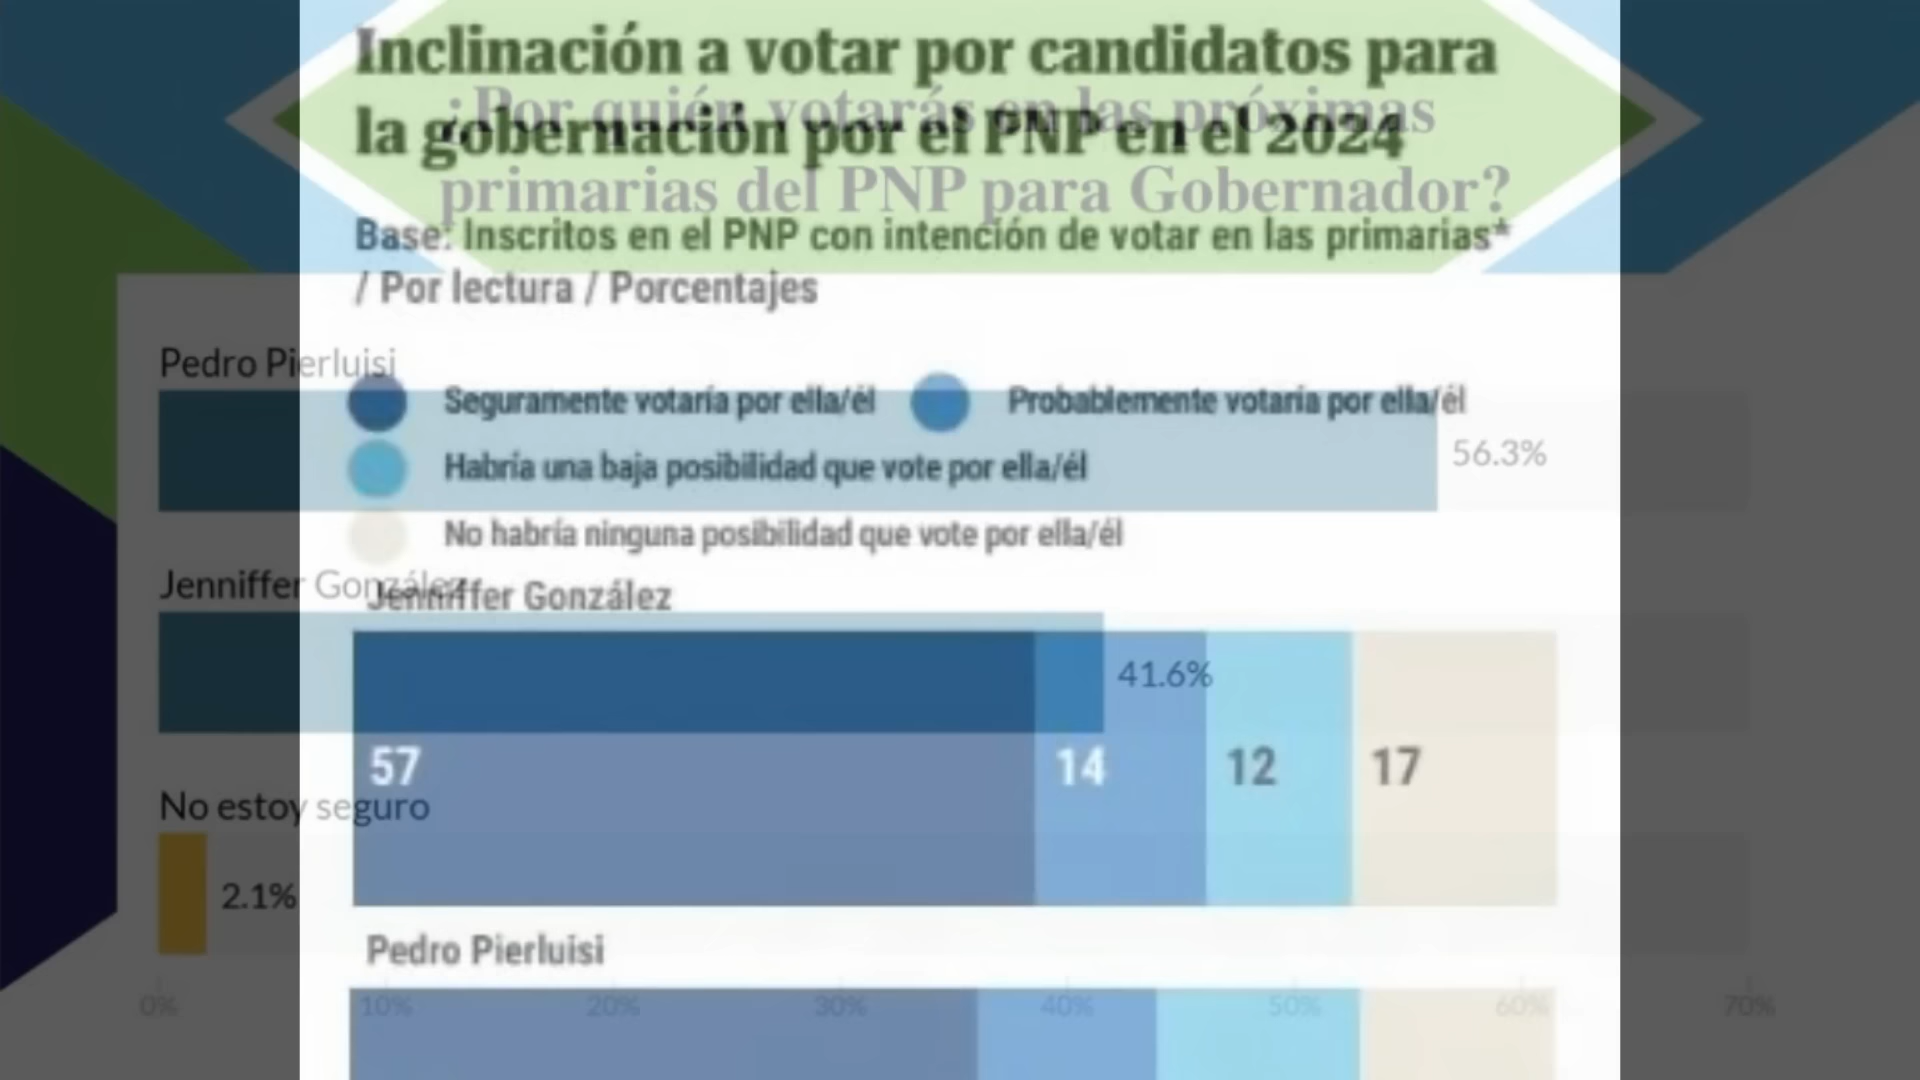 Inclinación a votar por candidatos para
la gobernación por el PNP en el 2024
¿Por quién votarás en las próximas
primarias del PNP para Gobernador?
Base: Inscritos en el PNP con intención de votar en las primarias*
/ Por lectura / Porcentajes
Pedro Pierluisi
Seguramente votaría por ella/él
Probablemente votaría por ella/él
56.3%
Habría una baja posibilidad que vote por ella/él
No habría ninguna posibilidad que vote por ella/él
Jenniffer González
Jenniffer González
41.6%
57 14 12 17
No estoy seguro
2.1%
Pedro Pierluisi
0% 10% 20% 30% 40% 50% 60% 70%